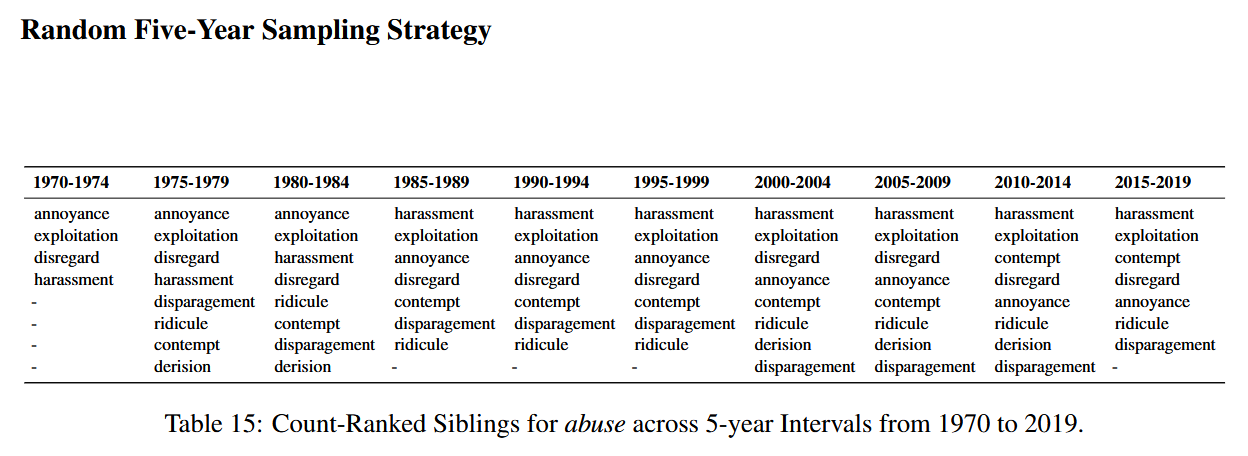 Random Five-Year Sampling Strategy
1970-1974 1975-1979 1980-1984 1985-1989 1990-1994 1995-1999 2000-2004 2005-2009 2010-2014 2015-2019
annoyance annoyance annoyance harassment harassment harassment harassment harassment harassment harassment
exploitation exploitation exploitation exploitation exploitation exploitation exploitation exploitation exploitation exploitation
disregard disregard harassment annoyance annoyance annoyance disregard disregard contempt contempt
harassment harassment disregard disregard disregard disregard annoyance annoyance disregard disregard
- disparagement ridicule contempt contempt contempt contempt contempt annoyance annoyance
- ridicule contempt disparagement disparagement disparagement ridicule ridicule ridicule ridicule
- contempt disparagement ridicule ridicule ridicule derision derision derision disparagement
- derision derision - - - disparagement disparagement disparagement -
Table 15: Count-Ranked Siblings for abuse across 5-year Intervals from 1970 to 2019.